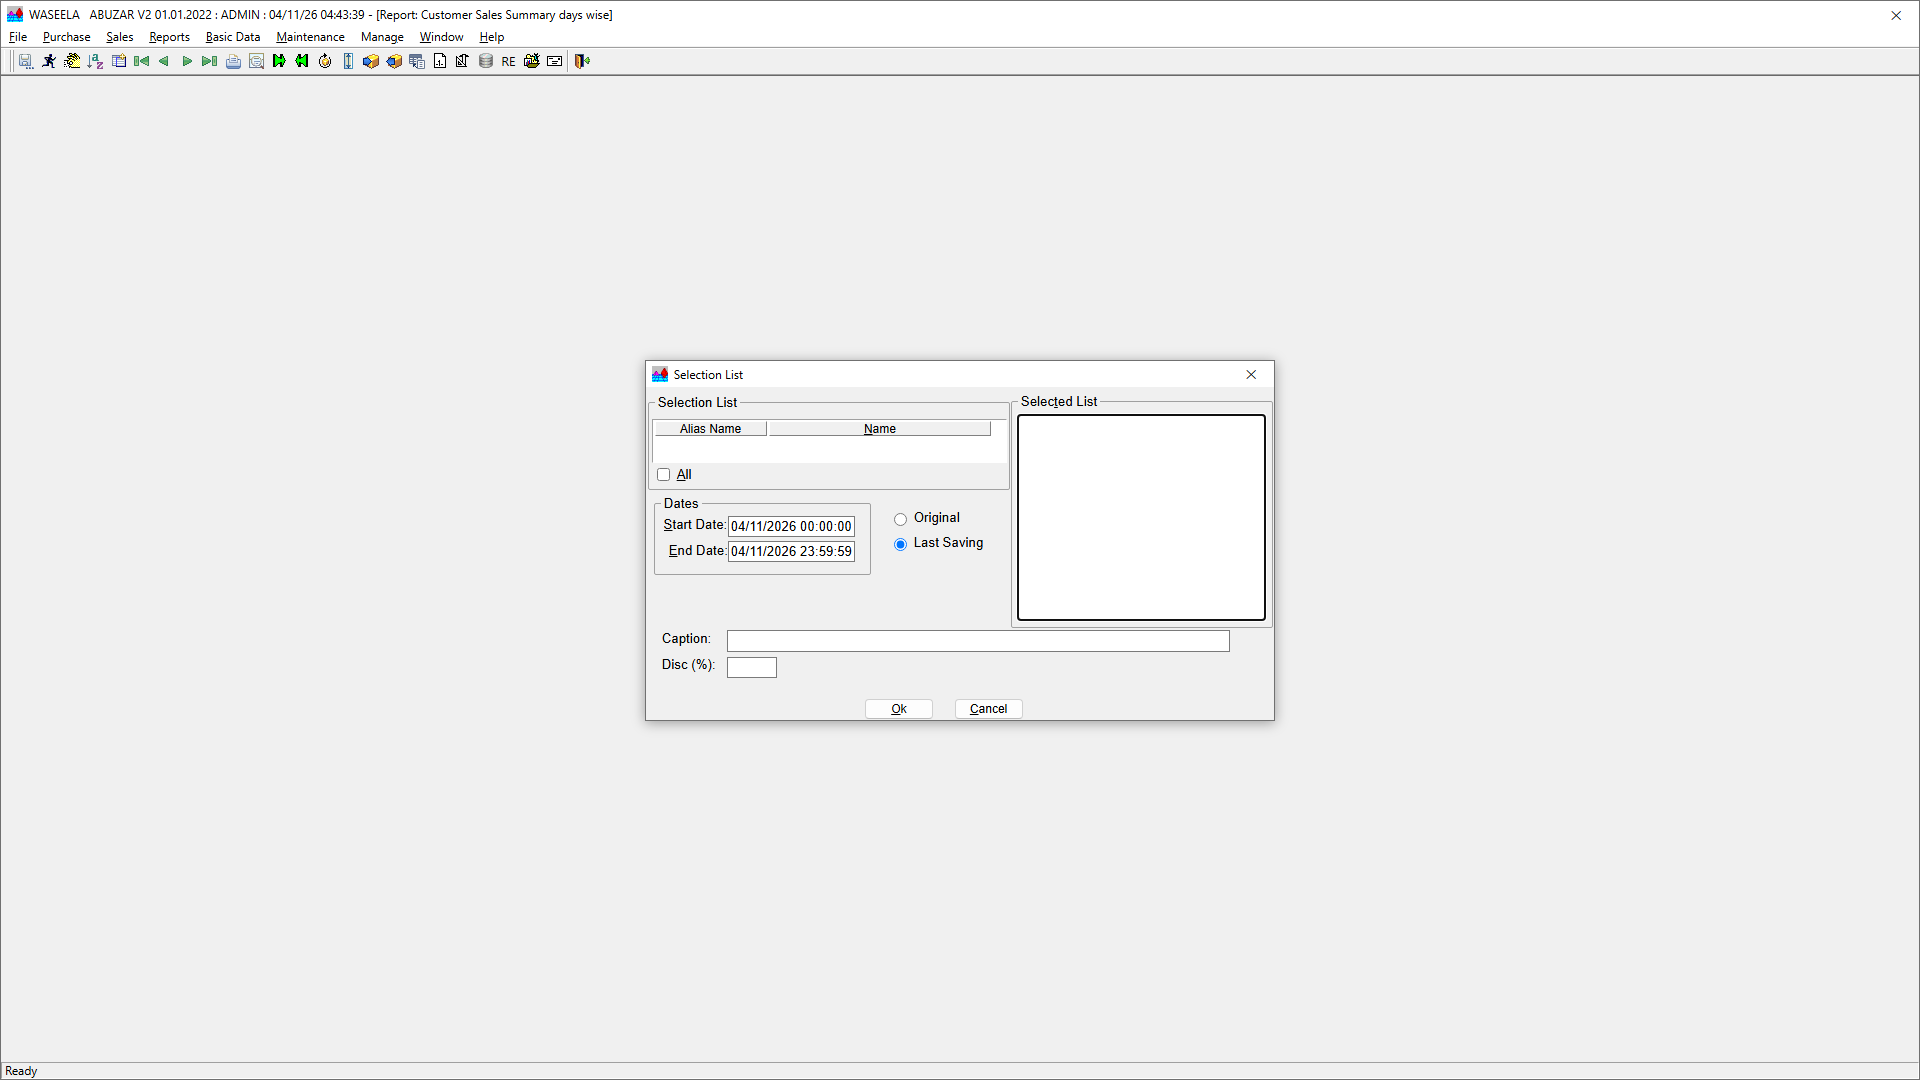 WASEELA ABUZAR V2 01.01.2022 : ADMIN : 04/11/26 04:43:39 - [Report: Customer Sales Summary days wise]
File Purchase Sales Reports Basic Data Maintenance Manage Window Help
RE
Selection List
Selection List
Alias Name Name
All
Selected List
Dates
Start Date: 04/11/2026 00:00:00
End Date: 04/11/2026 23:59:59
Original
Last Saving
Caption:
Disc (%):
Ok Cancel
Ready